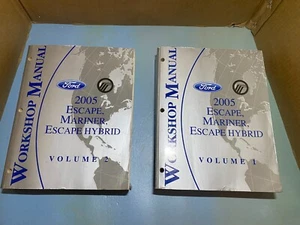 WORKSHOP MANUAL
Ford
2005
ESCAPE,
MARINER,
ESCAPE HYBRID
VOLUME 2
WORKSHOP MANUAL
Ford
2005
ESCAPE,
MARINER,
ESCAPE HYBRID
VOLUME 1